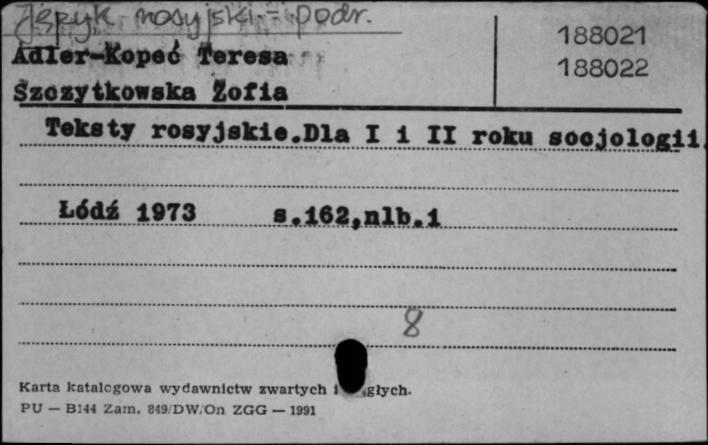 Język rosyjski - podr.
188021
Adler-Kopeć Teresa
188022
Szczytkowska Zofia
Teksty rosyjskie.Dla I i II roku socjologii.
Łódź 1973 s.162,nlb.1
8
Karta katalogowa wydawnictw zwartych i
PU — B144 Zam. 849/DW/On ZGG — 1991